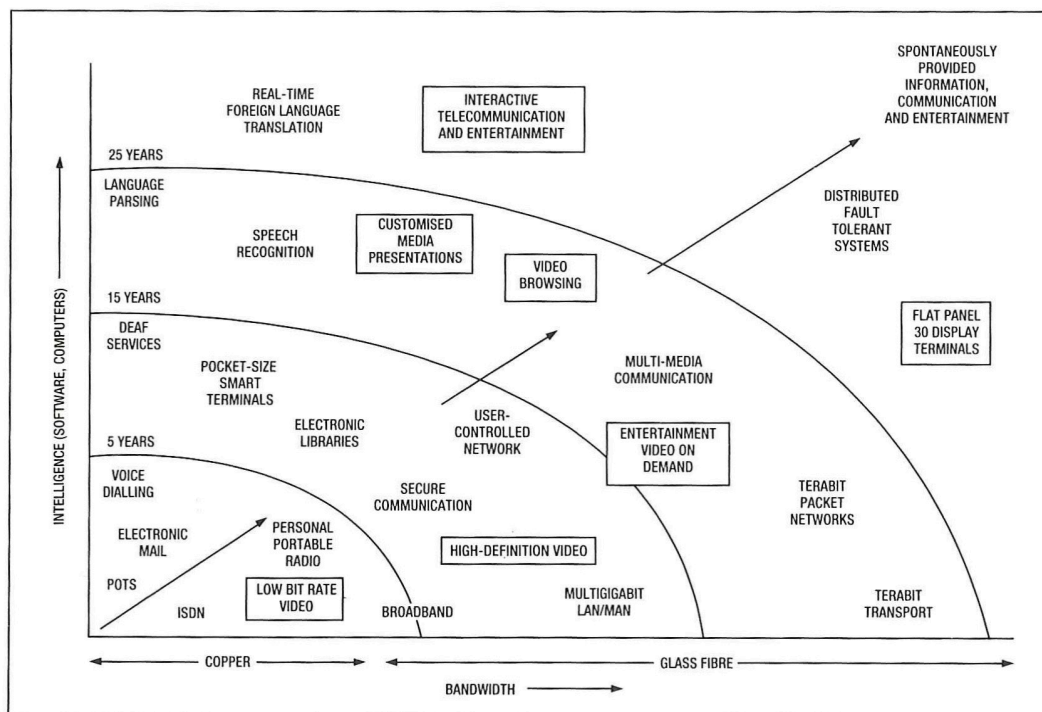 SPONTANEOUSLY
PROVIDED
INFORMATION,
COMMUNICATION
AND ENTERTAINMENT
REAL-TIME
FOREIGN LANGUAGE
TRANSLATION
INTERACTIVE
TELECOMMUNICATION
AND ENTERTAINMENT
25 YEARS
LANGUAGE
PARSING
DISTRIBUTED
FAULT
TOLERANT
SYSTEMS
SPEECH
RECOGNITION
CUSTOMISED
MEDIA
PRESENTATIONS
VIDEO
BROWSING
15 YEARS
DEAF
SERVICES
FLAT PANEL
30 DISPLAY
TERMINALS
POCKET-SIZE
SMART
TERMINALS
MULTI-MEDIA
COMMUNICATION
ELECTRONIC
LIBRARIES
USER-
CONTROLLED
NETWORK
ENTERTAINMENT
VIDEO ON
DEMAND
5 YEARS
VOICE
DIALLING
SECURE
COMMUNICATION
TERABIT
PACKET
NETWORKS
ELECTRONIC
MAIL
PERSONAL
PORTABLE
RADIO
HIGH-DEFINITION VIDEO
POTS
ISDN
LOW BIT RATE
VIDEO
BROADBAND
MULTIGIGABIT
LAN/MAN
TERABIT
TRANSPORT
INTELLIGENCE (SOFTWARE, COMPUTERS)
COPPER
GLASS FIBRE
BANDWIDTH